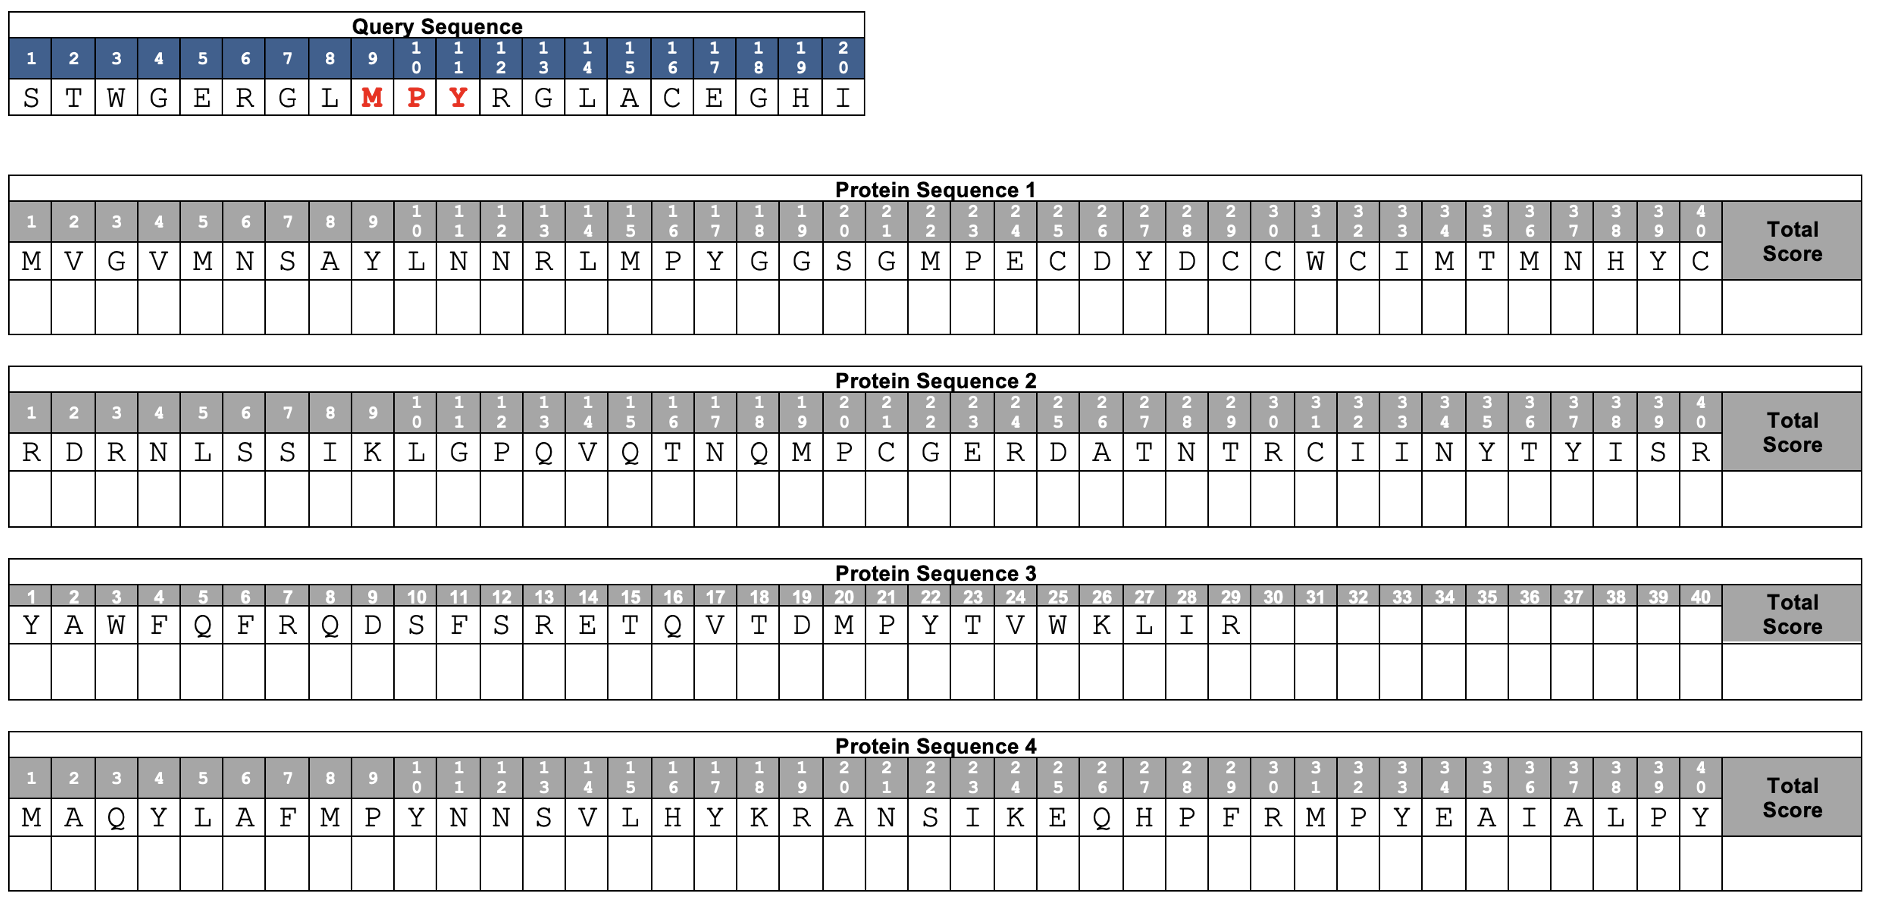 Query Sequence
1 2 3 4 5 6 7 8 9 10 11 12 13 14 15 16 17 18 19 20
S T W G E R G L M P Y R G L A C E G H I
Protein Sequence 1
1 2 3 4 5 6 7 8 9 10 11 12 13 14 15 16 17 18 19 20 21 22 23 24 25 26 27 28 29 30 31 32 33 34 35 36 37 38 39 40 Total Score
M V G V M N S A Y L N N R L M P Y G G S G M P E C D Y D C C W C I M T M N H Y C
Protein Sequence 2
1 2 3 4 5 6 7 8 9 10 11 12 13 14 15 16 17 18 19 20 21 22 23 24 25 26 27 28 29 30 31 32 33 34 35 36 37 38 39 40 Total Score
R D R N L S S I K L G P Q V Q T N Q M P C G E R D A T N T R C I I N Y T Y I S R
Protein Sequence 3
1 2 3 4 5 6 7 8 9 10 11 12 13 14 15 16 17 18 19 20 21 22 23 24 25 26 27 28 29 30 31 32 33 34 35 36 37 38 39 40 Total Score
Y A W F Q F R Q D S F S R E T Q V T D M P Y T V W K L I R
Protein Sequence 4
1 2 3 4 5 6 7 8 9 10 11 12 13 14 15 16 17 18 19 20 21 22 23 24 25 26 27 28 29 30 31 32 33 34 35 36 37 38 39 40 Total Score
M A Q Y L A F M P Y N N S V L H Y K R A N S I K E Q H P F R M P Y E A I A L P Y